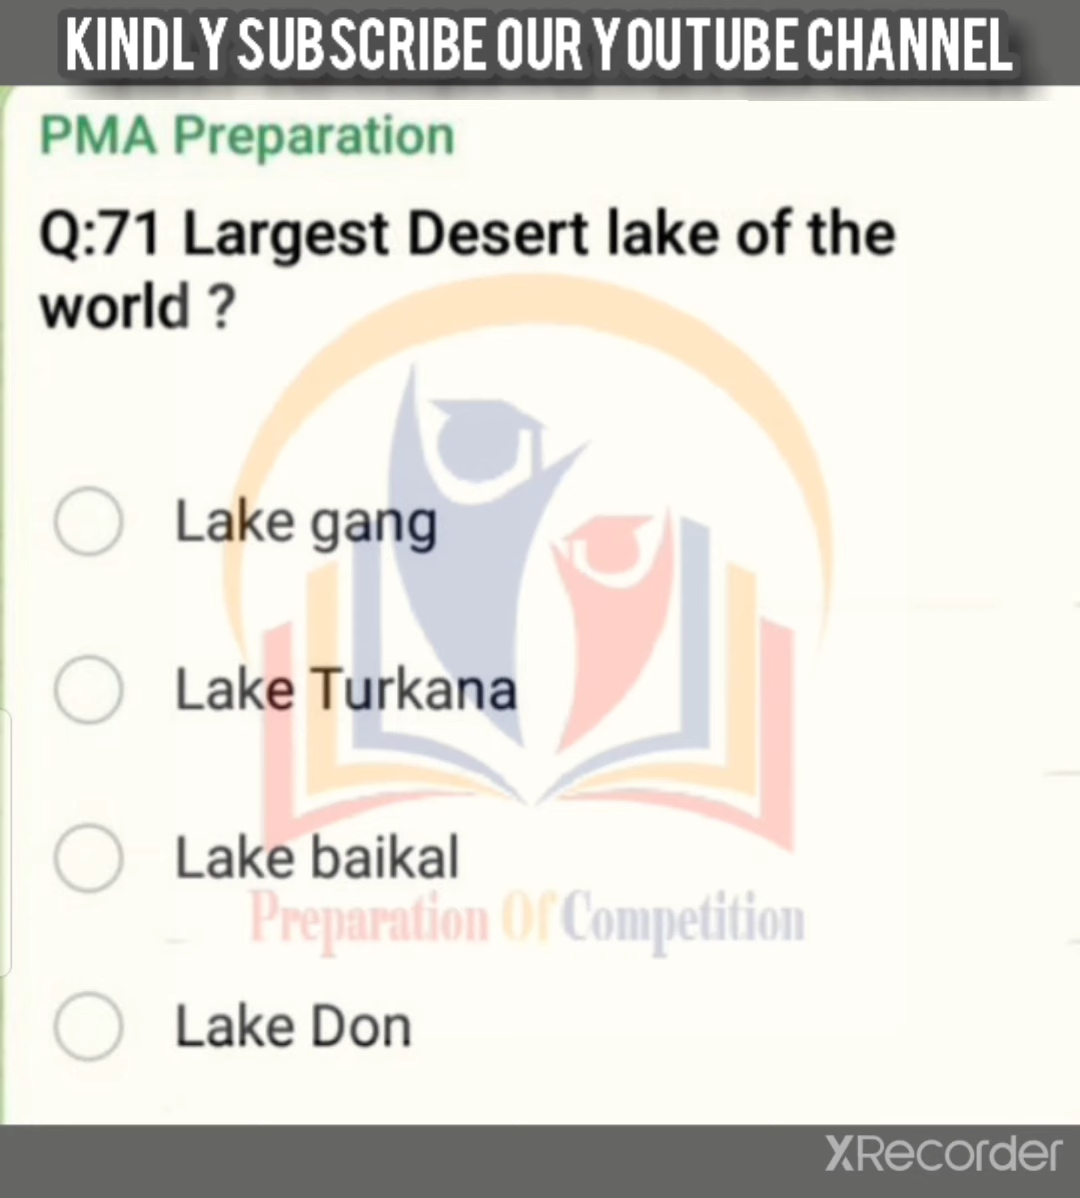 KINDLY SUBSCRIBE OUR YOUTUBE CHANNEL
PMA Preparation
Q:71 Largest Desert lake of the
world ?
Lake gang
Lake Turkana
Lake baikal
Preparation Of Competition
Lake Don
XRecorder